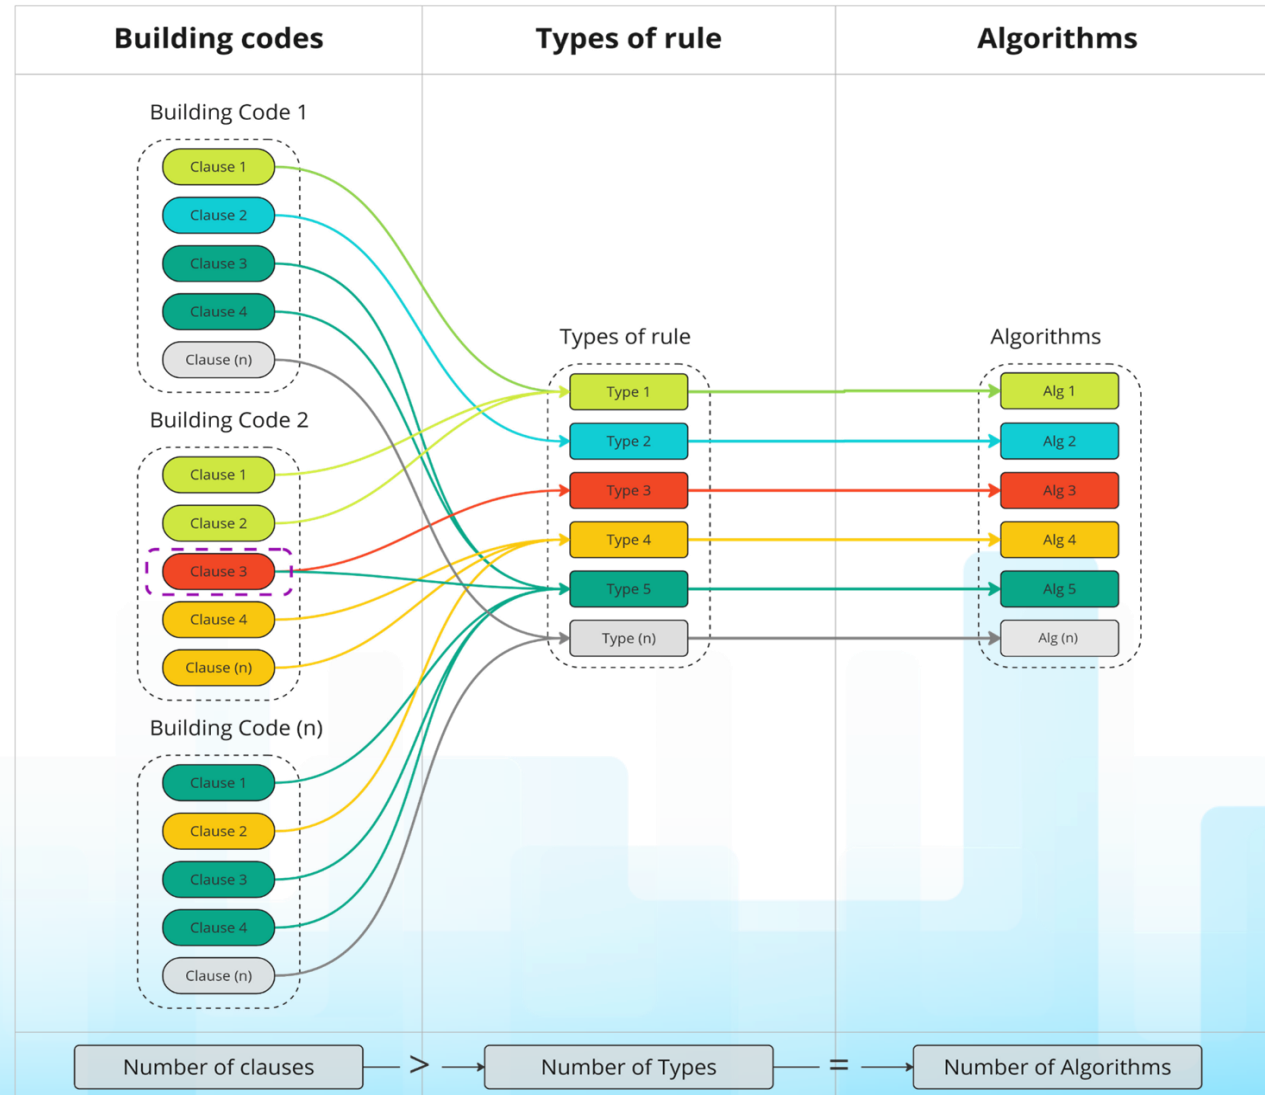 Building codes
Types of rule
Algorithms
Building Code 1
Clause 1
Clause 2
Clause 3
Clause 4
Clause (n)
Building Code 2
Clause 1
Clause 2
Clause 3
Clause 4
Clause (n)
Building Code (n)
Clause 1
Clause 2
Clause 3
Clause 4
Clause (n)
Types of rule
Type 1
Type 2
Type 3
Type 4
Type 5
Type (n)
Algorithms
Alg 1
Alg 2
Alg 3
Alg 4
Alg 5
Alg (n)
Number of clauses > Number of Types = Number of Algorithms